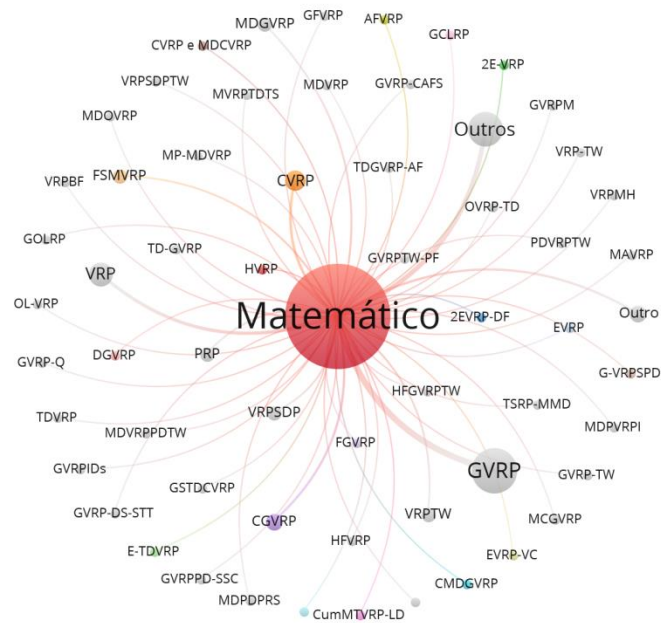 GFVRP
AFVRP
MDGVRP
GCLRP
CVRP e MDCVRP
2E-VRP
VRPSDPTW
MVRPTDTS
MDVRP
GVRP-CAFS
GVRPM
MDOVRP
Outros
MP-MDVRP
VRP-TW
FSMVRP
CVRP
TDGVRP-AF
VRPBF
VRPMH
OVRP-TD
GOLRP
TD-GVRP
PDVRPTW
MAVRP
HVRP
GVRPTW-PF
VRP
OL-VRP
Matemático
2EVRP-DF
Outro
EVRP
DGVRP
PRP
GVRP-Q
G-VRPSPD
HFGVRPTW
TSRP-MMD
TDVRP
VRPSDP
MDVRPPDTW
FGVRP
MDPVRPI
GVRPIDs
GVRP
GVRP-TW
GSTDCVRP
GVRP-DS-STT
CGVRP
VRPTW
MCGVRP
E-TDVRP
HFVRP
EVRP-VC
GVRPPD-SSC
CMDGVRP
MDPDPRS
CumMTVRP-LD